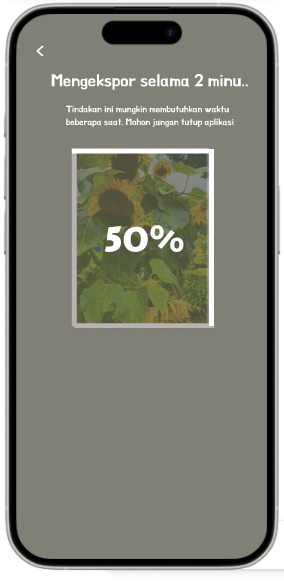 Mengekspor selama 2 minu..
Tindakan ini mungkin membutuhkan waktu
beberapa saat. Mohon jangan tutup aplikasi
50%